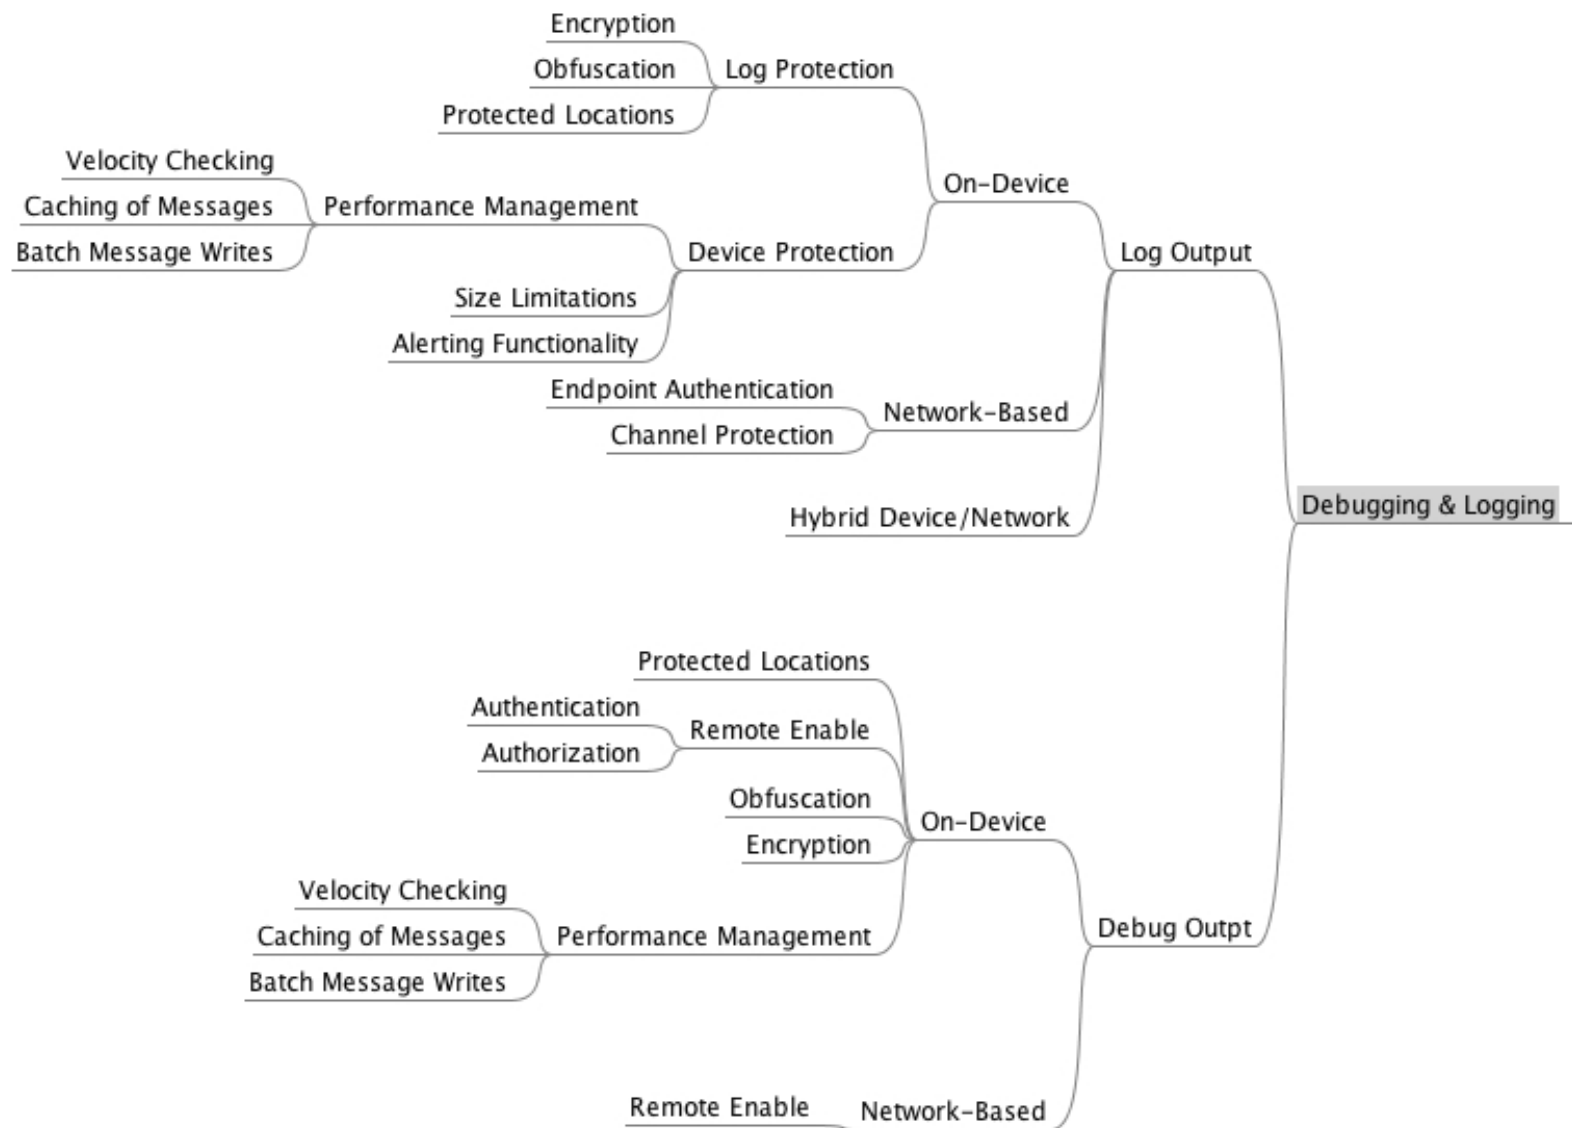 Encryption
Obfuscation
Log Protection
Protected Locations
Velocity Checking
Caching of Messages
Performance Management
On-Device
Batch Message Writes
Device Protection
Log Output
Size Limitations
Alerting Functionality
Endpoint Authentication
Network-Based
Channel Protection
Hybrid Device/Network
Debugging & Logging
Protected Locations
Authentication
Remote Enable
Authorization
Obfuscation
On-Device
Encryption
Velocity Checking
Caching of Messages
Performance Management
Debug Outpt
Batch Message Writes
Remote Enable
Network-Based